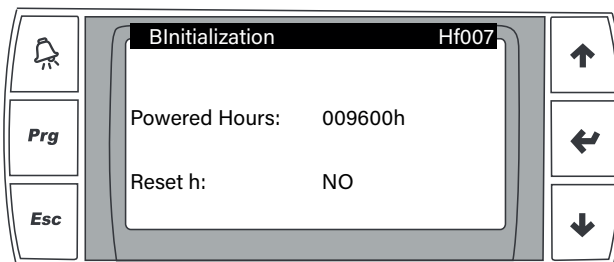 BInitialization Hf007
Prg
Powered Hours: 009600h
Reset h: NO
Esc